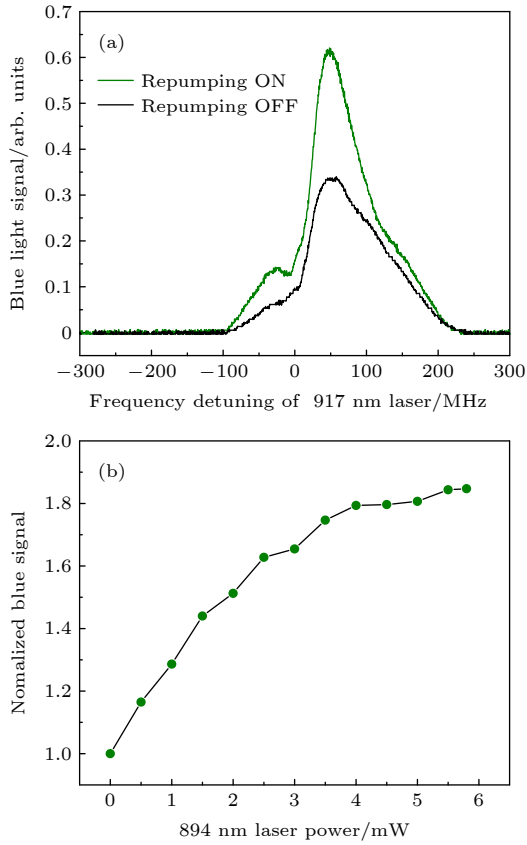 0.7
(a)
0.6
Repumping ON
Repumping OFF
0.5
0.4
0.3
0.2
0.1
0
Blue light signal/arb. units
−300 −200 −100 0 100 200 300
Frequency detuning of 917 nm laser/MHz
2.0
(b)
1.8
1.6
1.4
1.2
1.0
Nomalized blue signal
0 1 2 3 4 5 6
894 nm laser power/mW